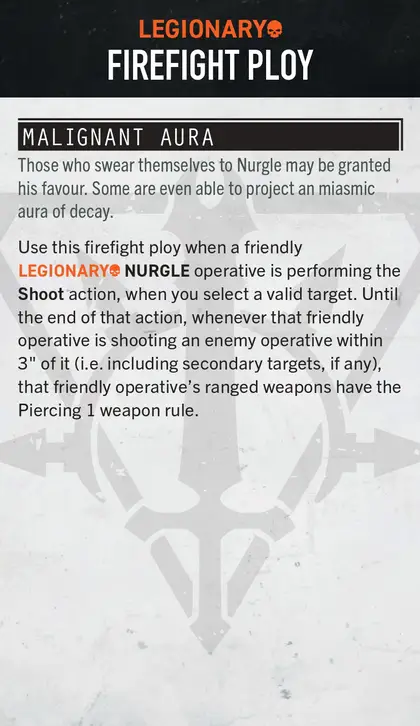 LEGIONARY
FIREFIGHT PLOY
MALIGNANT AURA
Those who swear themselves to Nurgle may be granted
his favour. Some are even able to project an miasmic
aura of decay.
Use this firefight ploy when a friendly
LEGIONARY NURGLE operative is performing the
Shoot action, when you select a valid target. Until
the end of that action, whenever that friendly
operative is shooting an enemy operative within
3" of it (i.e. including secondary targets, if any),
that friendly operative’s ranged weapons have the
Piercing 1 weapon rule.